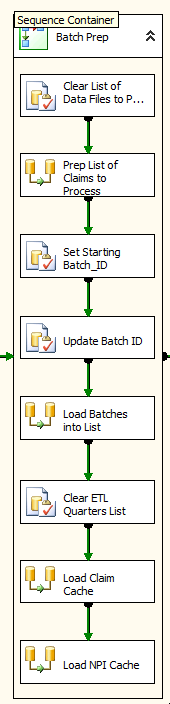 Sequence Container
Batch Prep
Clear List of
Data Files to P...
Prep List of
Claims to
Process
Set Starting
Batch_ID
Update Batch ID
Load Batches
into List
Clear ETL
Quarters List
Load Claim
Cache
Load NPI Cache